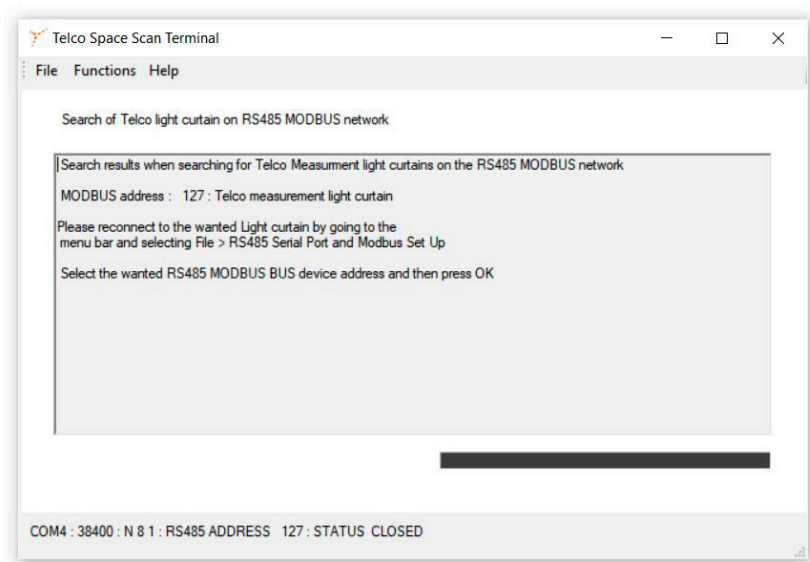 Telco Space Scan Terminal
File Functions Help
Search of Telco light curtain on RS485 MODBUS network
Search results when searching for Telco Measurment light curtains on the RS485 MODBUS network
MODBUS address : 127 : Telco measurement light curtain
Please reconnect to the wanted Light curtain by going to the
menu bar and selecting File > RS485 Serial Port and Modbus Set Up
Select the wanted RS485 MODBUS BUS device address and then press OK
COM4 : 38400 : N 8 1 : RS485 ADDRESS 127 : STATUS CLOSED